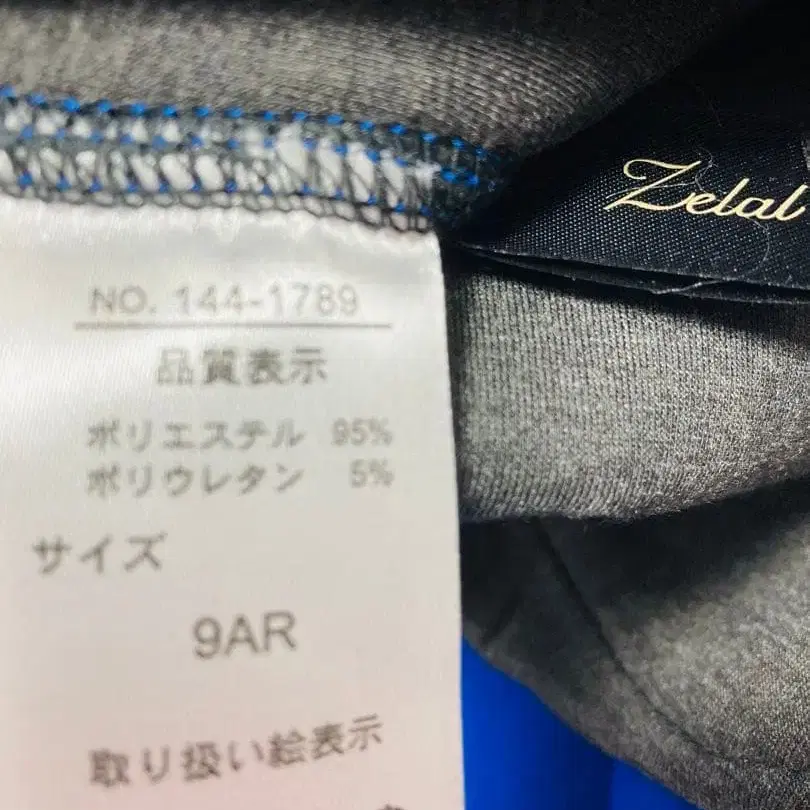 Zelal
NO. 144-1789
品質表示
ポリエステル 95%
ポリウレタン 5%
サイズ
9AR
取り扱い絵表示